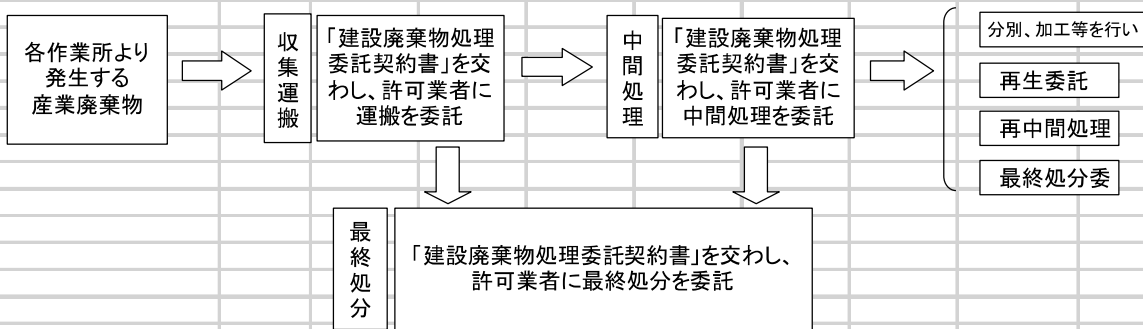 各作業所より
発生する
産業廃棄物
収集運搬
「建設廃棄物処理
委託契約書」を交
わし、許可業者に
運搬を委託
中間処理
「建設廃棄物処理
委託契約書」を交
わし、許可業者に
中間処理を委託
分別、加工等を行い
再生委託
再中間処理
最終処分委
最終処分
「建設廃棄物処理委託契約書」を交わし、
許可業者に最終処分を委託